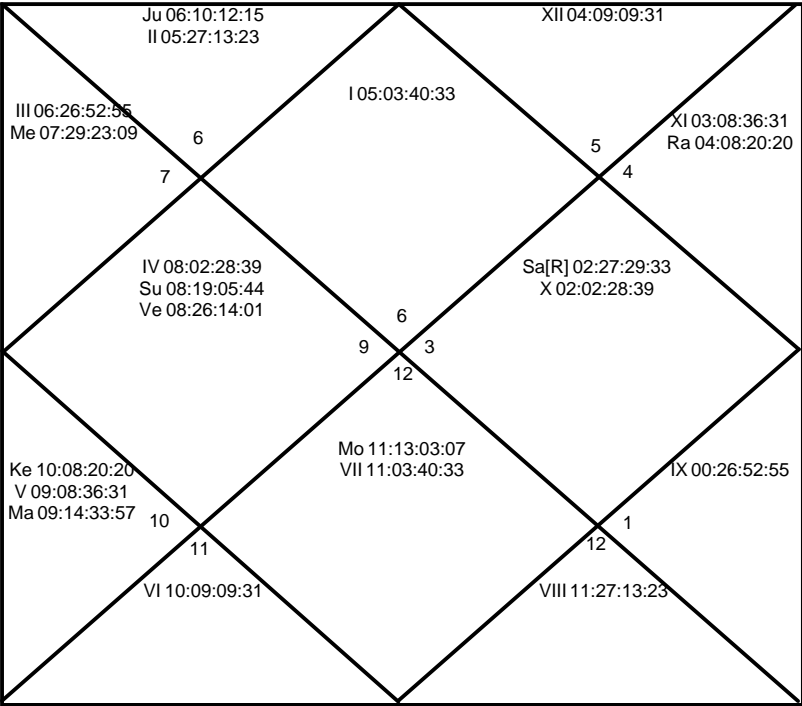 Ju 06:10:12:15
II 05:27:13:23
XII 04:09:09:31
I 05:03:40:33
III 06:26:52:55
Me 07:29:23:09
XI 03:08:36:31
Ra 04:08:20:20
6
5
7
4
IV 08:02:28:39
Su 08:19:05:44
Ve 08:26:14:01
Sa[R] 02:27:29:33
X 02:02:28:39
6
9
3
12
Mo 11:13:03:07
VII 11:03:40:33
Ke 10:08:20:20
V 09:08:36:31
Ma 09:14:33:57
IX 00:26:52:55
10
1
11
12
VI 10:09:09:31
VIII 11:27:13:23